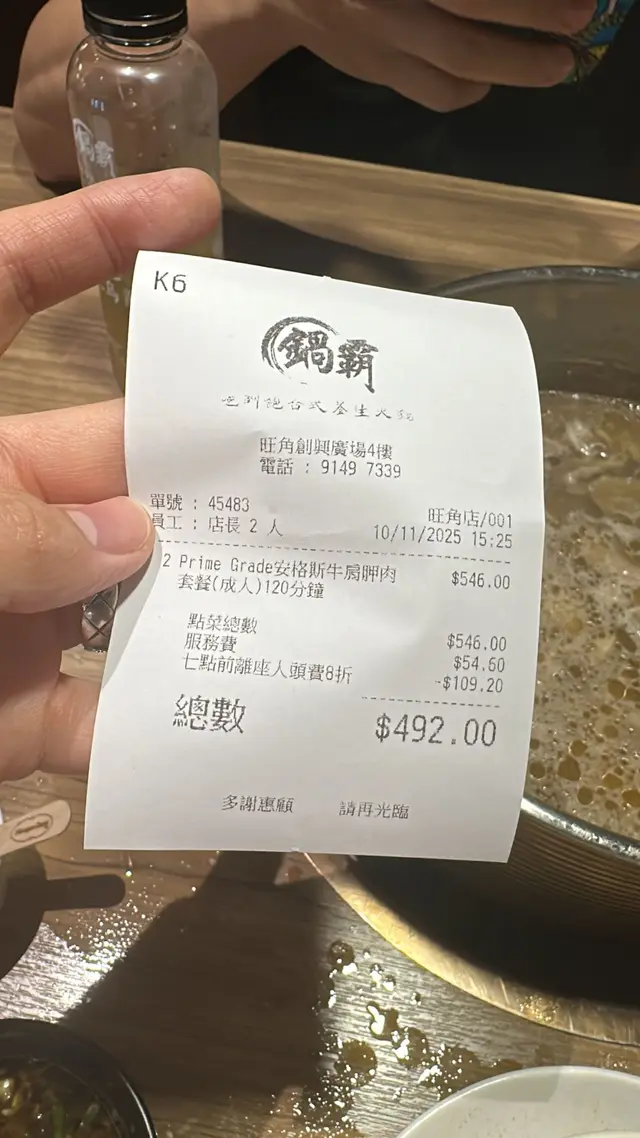 鍋霸
K6
鍋霸
台式養生火鍋
旺角創興廣場4樓
電話 : 9149 7339
單號 : 45483
旺角店/001
員工 : 店長 2 人
10/11/2025 15:25
2 Prime Grade安格斯牛肩胛肉 $546.00
套餐(成人)120分鐘
點菜總數 $546.00
服務費 $54.60
七點前離座人頭費8折 -$109.20
總數 $492.00
多謝惠顧 請再光臨